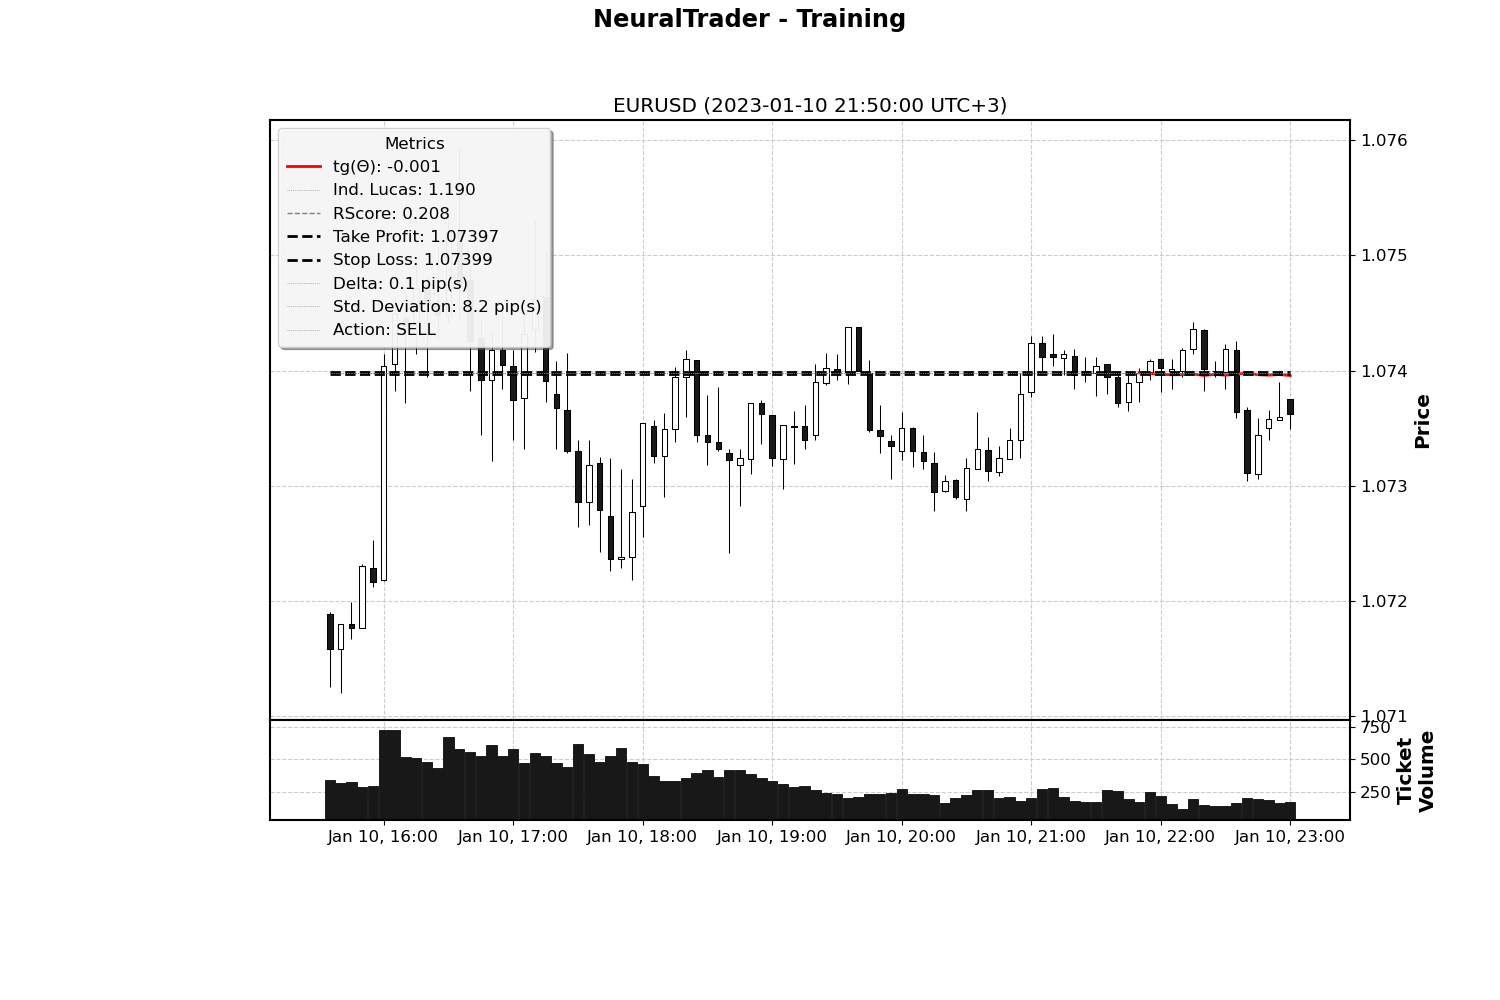 NeuralTrader - Training
EURUSD (2023-01-10 21:50:00 UTC+3)
Metrics
tg(Θ): -0.001
Ind. Lucas: 1.190
RScore: 0.208
Take Profit: 1.07397
Stop Loss: 1.07399
Delta: 0.1 pip(s)
Std. Deviation: 8.2 pip(s)
Action: SELL
1.076
1.075
1.074
1.073
1.072
1.071
Price
750
500
250
Ticket
Volume
Jan 10, 16:00
Jan 10, 17:00
Jan 10, 18:00
Jan 10, 19:00
Jan 10, 20:00
Jan 10, 21:00
Jan 10, 22:00
Jan 10, 23:00